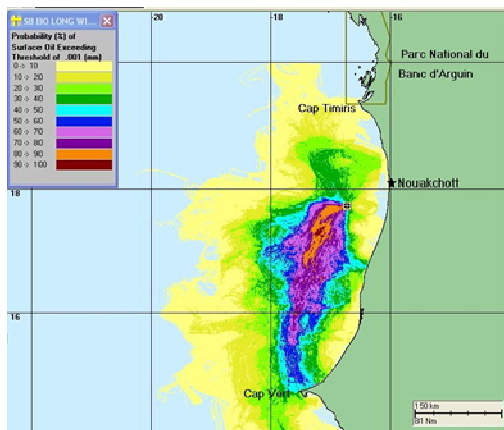 SB EIO LONG WI...
Probability (%) of
Surface Oil Exceeding
Threshold of .001 (mm)
0 > 10
10 > 20
20 > 30
30 > 40
40 > 50
50 > 60
60 > 70
70 > 80
80 > 90
90 > 100
20
18
16
Parc National du
Banc d'Arguin
Cap Timiris
Nouakchott
18
16
Cap Vert
150 km
81 Nm